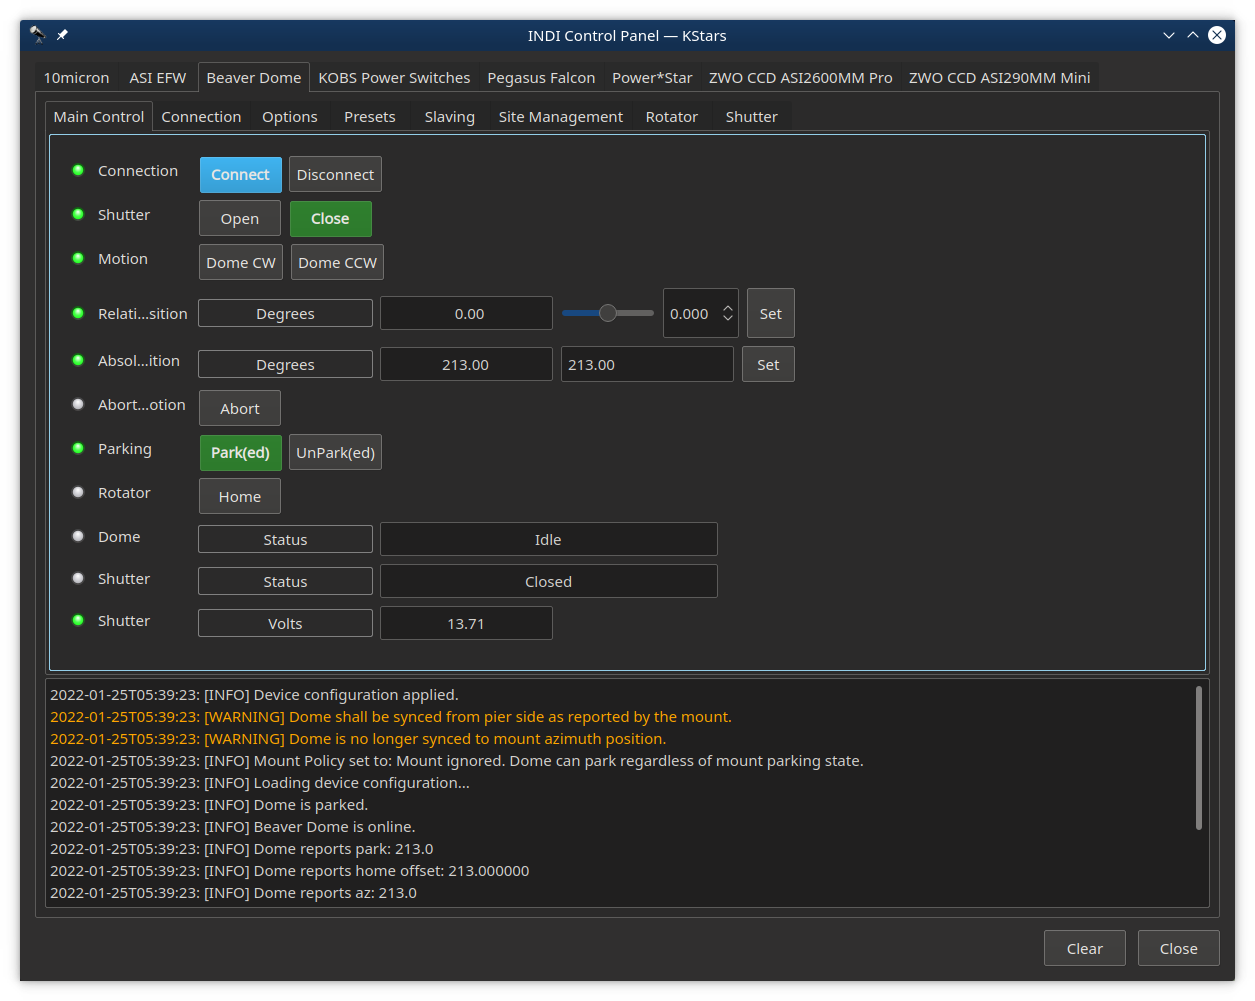 INDI Control Panel — KStars
10micron ASI EFW Beaver Dome KOBS Power Switches Pegasus Falcon Power*Star ZWO CCD ASI2600MM Pro ZWO CCD ASI290MM Mini
Main Control Connection Options Presets Slaving Site Management Rotator Shutter
Connection Connect Disconnect
Shutter Open Close
Motion Dome CW Dome CCW
Relati...sition Degrees 0.00 0.000 Set
Absol...ition Degrees 213.00 213.00 Set
Abort...otion Abort
Parking Park(ed) UnPark(ed)
Rotator Home
Dome Status Idle
Shutter Status Closed
Shutter Volts 13.71
2022-01-25T05:39:23: [INFO] Device configuration applied.
2022-01-25T05:39:23: [WARNING] Dome shall be synced from pier side as reported by the mount.
2022-01-25T05:39:23: [WARNING] Dome is no longer synced to mount azimuth position.
2022-01-25T05:39:23: [INFO] Mount Policy set to: Mount ignored. Dome can park regardless of mount parking state.
2022-01-25T05:39:23: [INFO] Loading device configuration...
2022-01-25T05:39:23: [INFO] Dome is parked.
2022-01-25T05:39:23: [INFO] Beaver Dome is online.
2022-01-25T05:39:23: [INFO] Dome reports park: 213.0
2022-01-25T05:39:23: [INFO] Dome reports home offset: 213.000000
2022-01-25T05:39:23: [INFO] Dome reports az: 213.0
Clear Close